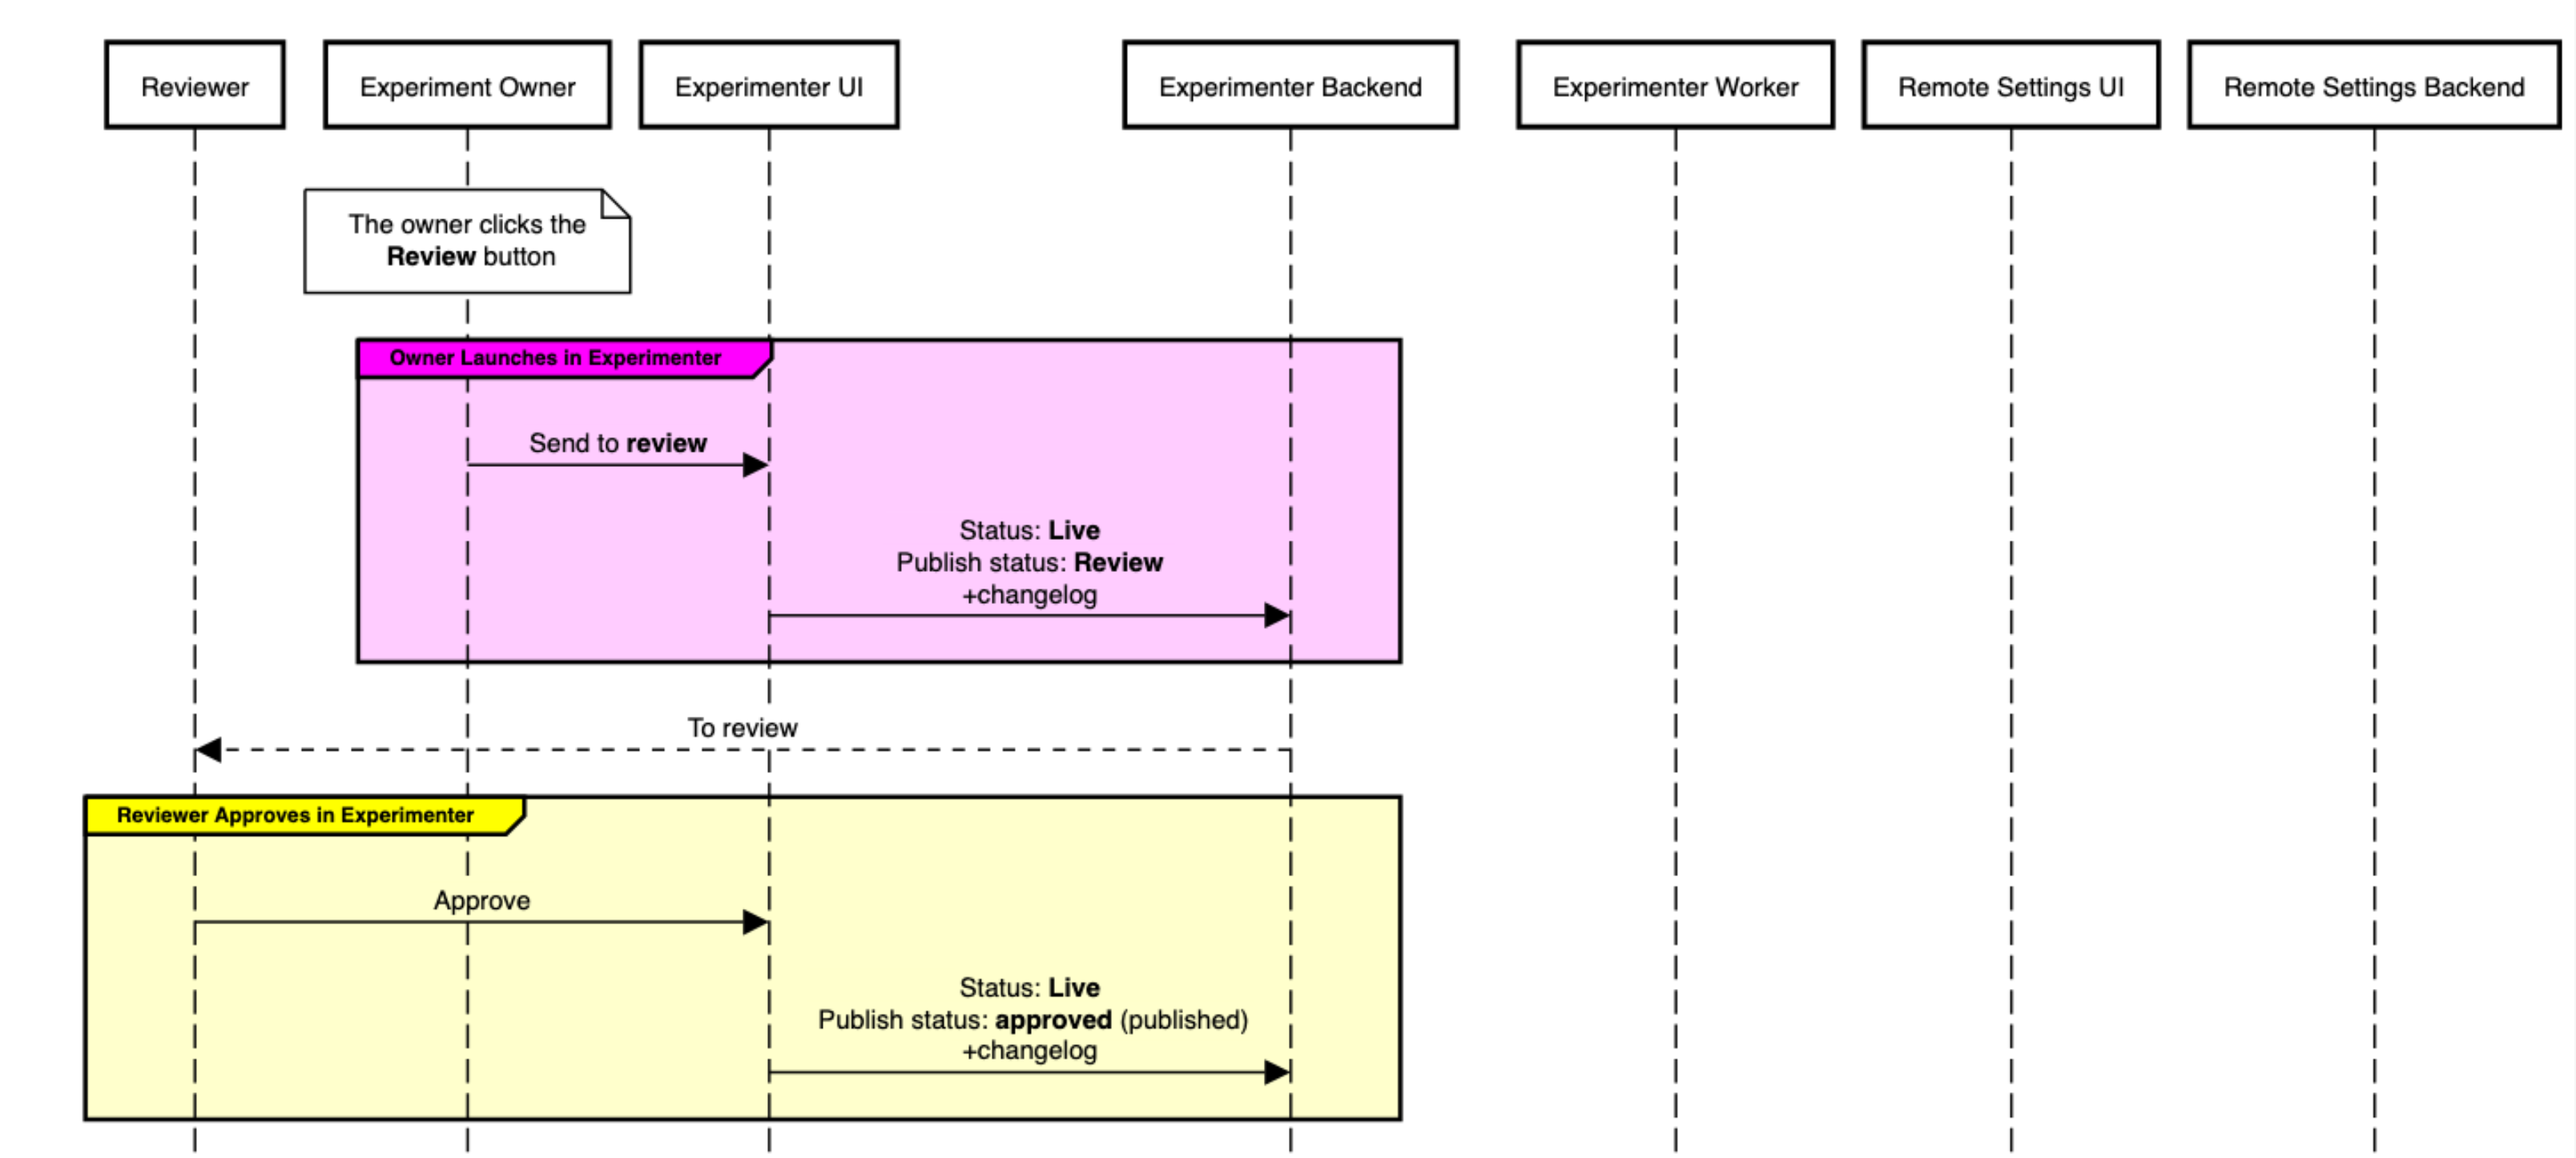 Reviewer
Experiment Owner
Experimenter UI
Experimenter Backend
Experimenter Worker
Remote Settings UI
Remote Settings Backend
The owner clicks the
Review button
Owner Launches in Experimenter
Send to review
Status: Live
Publish status: Review
+changelog
To review
Reviewer Approves in Experimenter
Approve
Status: Live
Publish status: approved (published)
+changelog